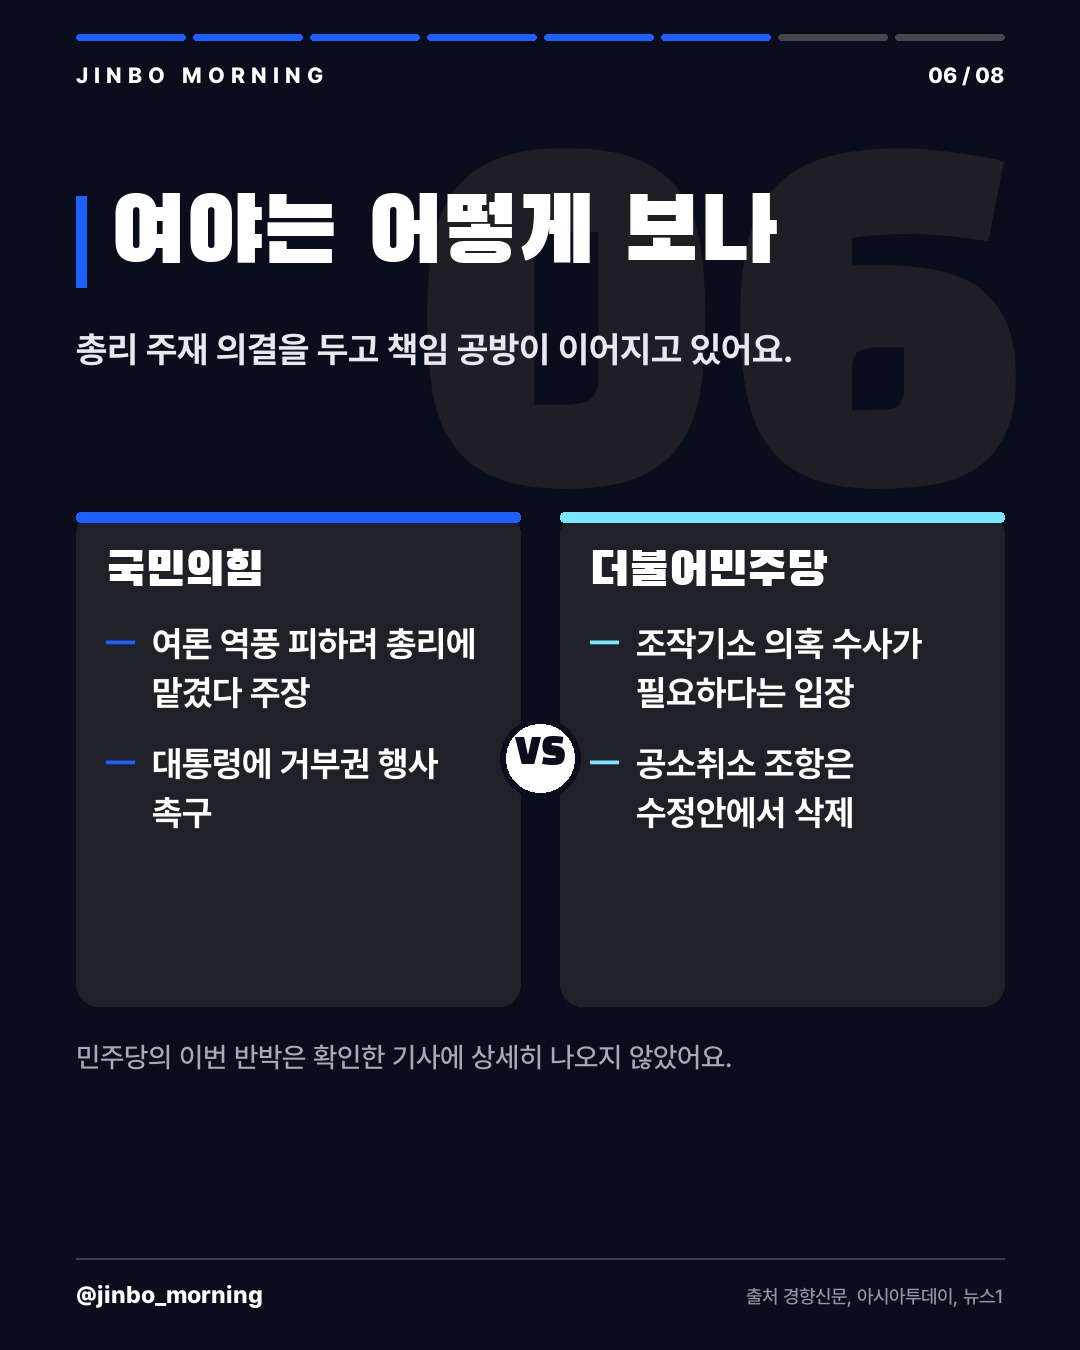 JINBO MORNING
06 / 08
06
여야는 어떻게 보나
총리 주재 의결을 두고 책임 공방이 이어지고 있어요.
국민의힘
— 여론 역풍 피하려 총리에
맡겼다 주장
— 대통령에 거부권 행사
촉구
VS
더불어민주당
— 조작기소 의혹 수사가
필요하다는 입장
— 공소취소 조항은
수정안에서 삭제
민주당의 이번 반박은 확인한 기사에 상세히 나오지 않았어요.
@jinbo_morning
출처 경향신문, 아시아투데이, 뉴스1